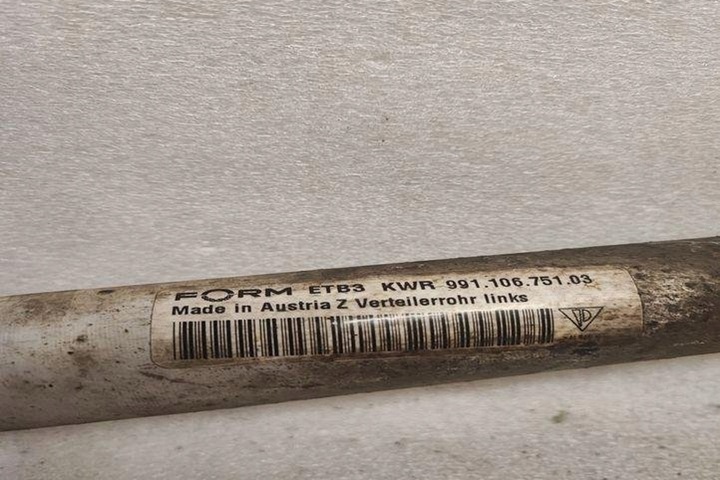 FORM ETB3 KWR 991.106.751.03
Made in Austria Z Verteilerrohr links